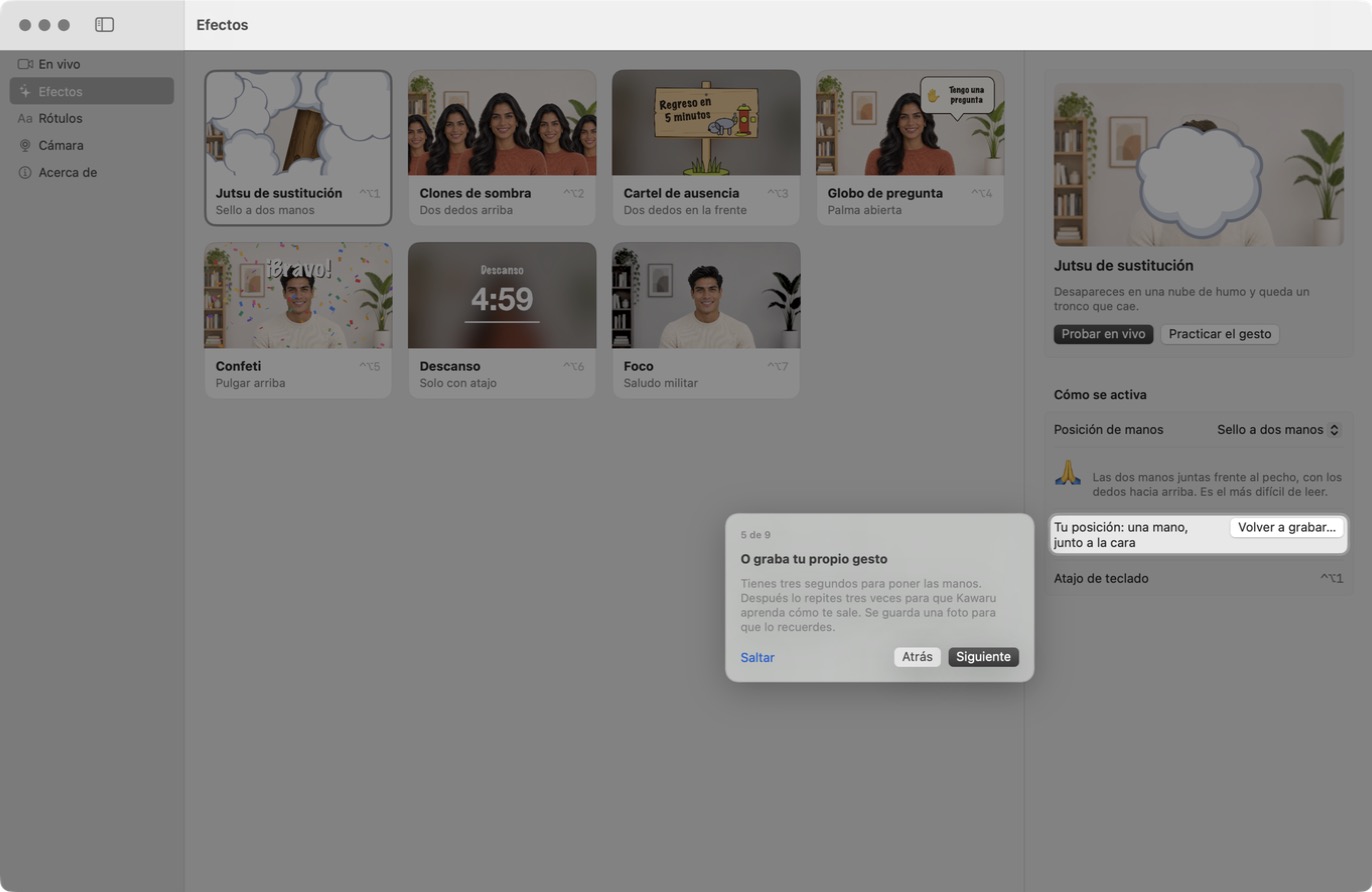 Efectos
En vivo
Efectos
Aa Rótulos
Cámara
Acerca de
Jutsu de sustitución ^⌥1
Sello a dos manos
Clones de sombra ^⌥2
Dos dedos arriba
Regreso en
5 minutos
Cartel de ausencia ^⌥3
Dos dedos en la frente
Tengo una
pregunta
Globo de pregunta ^⌥4
Palma abierta
¡Bravo!
Confeti ^⌥5
Pulgar arriba
Descanso
4:59
Descanso ^⌥6
Solo con atajo
Foco ^⌥7
Saludo militar
Jutsu de sustitución
Desapareces en una nube de humo y queda un
tronco que cae.
Probar en vivo Practicar el gesto
Cómo se activa
Posición de manos Sello a dos manos
Las dos manos juntas frente al pecho, con los
dedos hacia arriba. Es el más difícil de leer.
Tu posición: una mano,
junto a la cara
Volver a grabar...
Atajo de teclado ^⌥1
5 de 9
O graba tu propio gesto
Tienes tres segundos para poner las manos.
Después lo repites tres veces para que Kawaru
aprenda cómo te sale. Se guarda una foto para
que lo recuerdes.
Saltar Atrás Siguiente